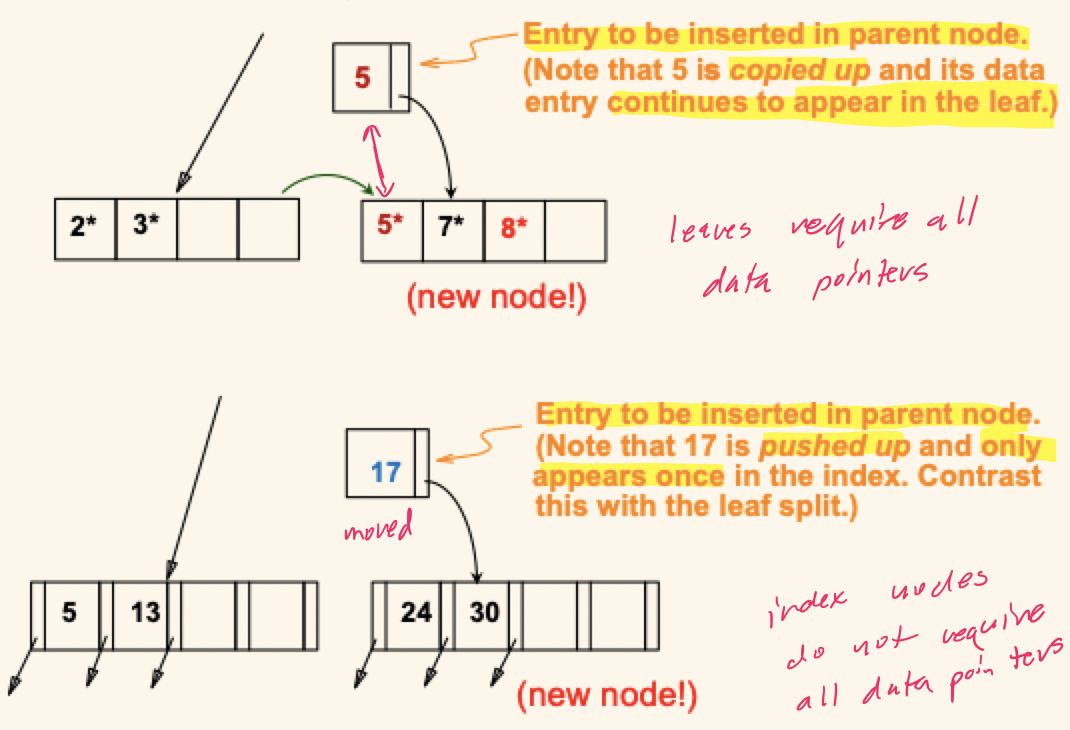 Entry to be inserted in parent node.
5
(Note that 5 is copied up and its data
entry continues to appear in the leaf.)
2* 3*
5* 7* 8*
leaves require all
data pointers
(new node!)
Entry to be inserted in parent node.
(Note that 17 is pushed up and only
17
appears once in the index. Contrast
this with the leaf split.)
moved
5 13
24 30
index nodes
do not require
all data pointers
(new node!)